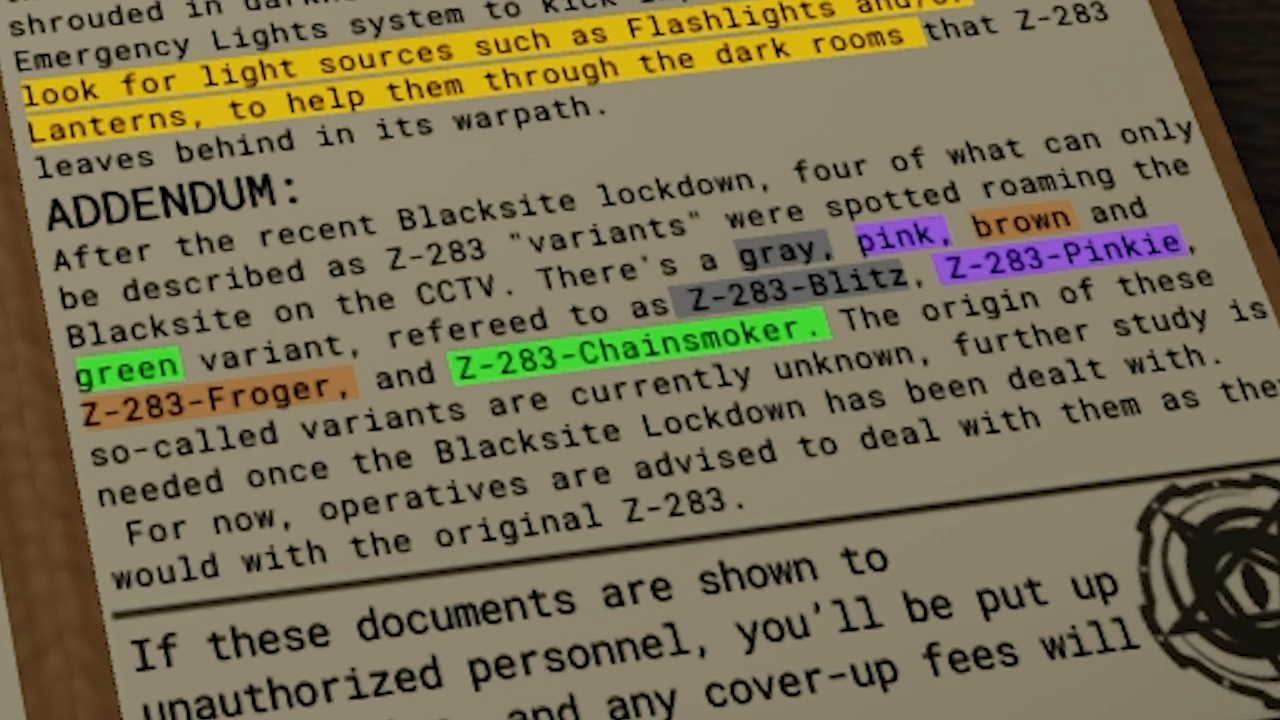 shrouded in
Emergency Lights system to kick
look for light sources such as Flashlights and/or
Lanterns, to help them through the dark rooms that Z-283
leaves behind in its warpath.
ADDENDUM:
After the recent Blacksite lockdown, four of what can only
be described as Z-283 "variants" were spotted roaming the
Blacksite on the CCTV. There's a gray, pink, brown and
green variant, refereed to as Z-283-Blitz, Z-283-Pinkie,
Z-283-Froger, and Z-283-Chainsmoker. The origin of these
so-called variants are currently unknown, further study is
needed once the Blacksite Lockdown has been dealt with.
For now, operatives are advised to deal with them as the
would with the original Z-283.
If these documents are shown to
unauthorized personnel, you'll be put up
and any cover-up fees will